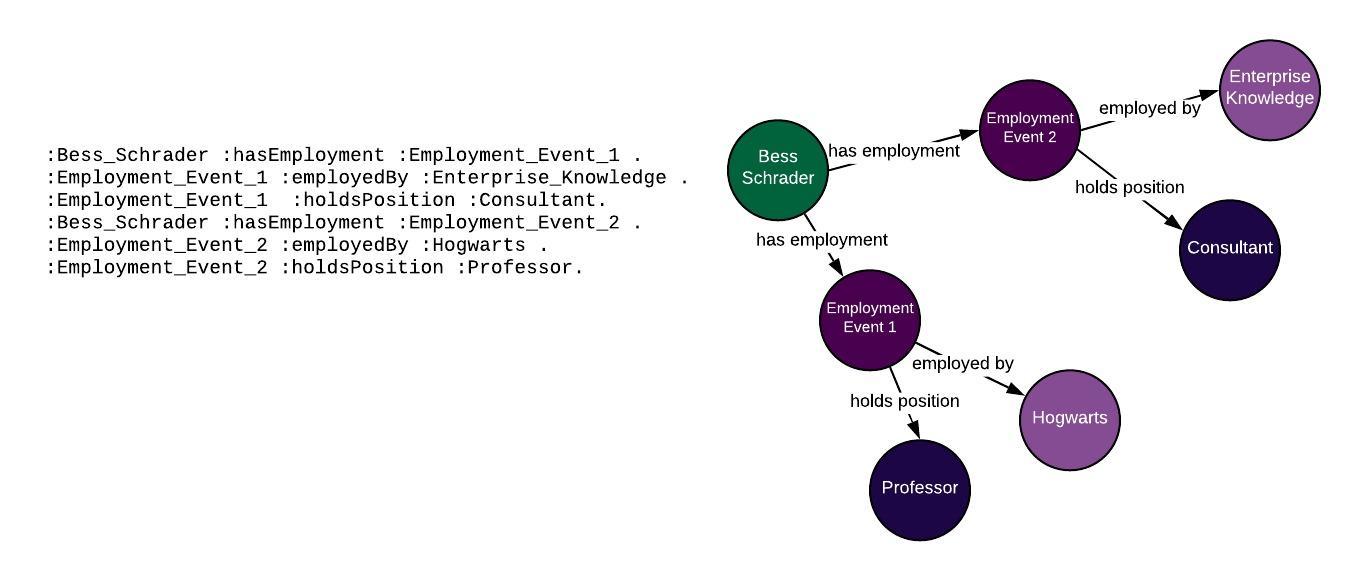 :Bess_Schrader :hasEmployment :Employment_Event_1 .
:Employment_Event_1 :employedBy :Enterprise_Knowledge .
:Employment_Event_1  :holdsPosition :Consultant.
:Bess_Schrader :hasEmployment :Employment_Event_2 .
:Employment_Event_2 :employedBy :Hogwarts .
:Employment_Event_2 :holdsPosition :Professor.
Bess
Schrader
has employment
Employment
Event 2
employed by
Enterprise
Knowledge
holds position
Consultant
has employment
Employment
Event 1
employed by
Hogwarts
holds position
Professor